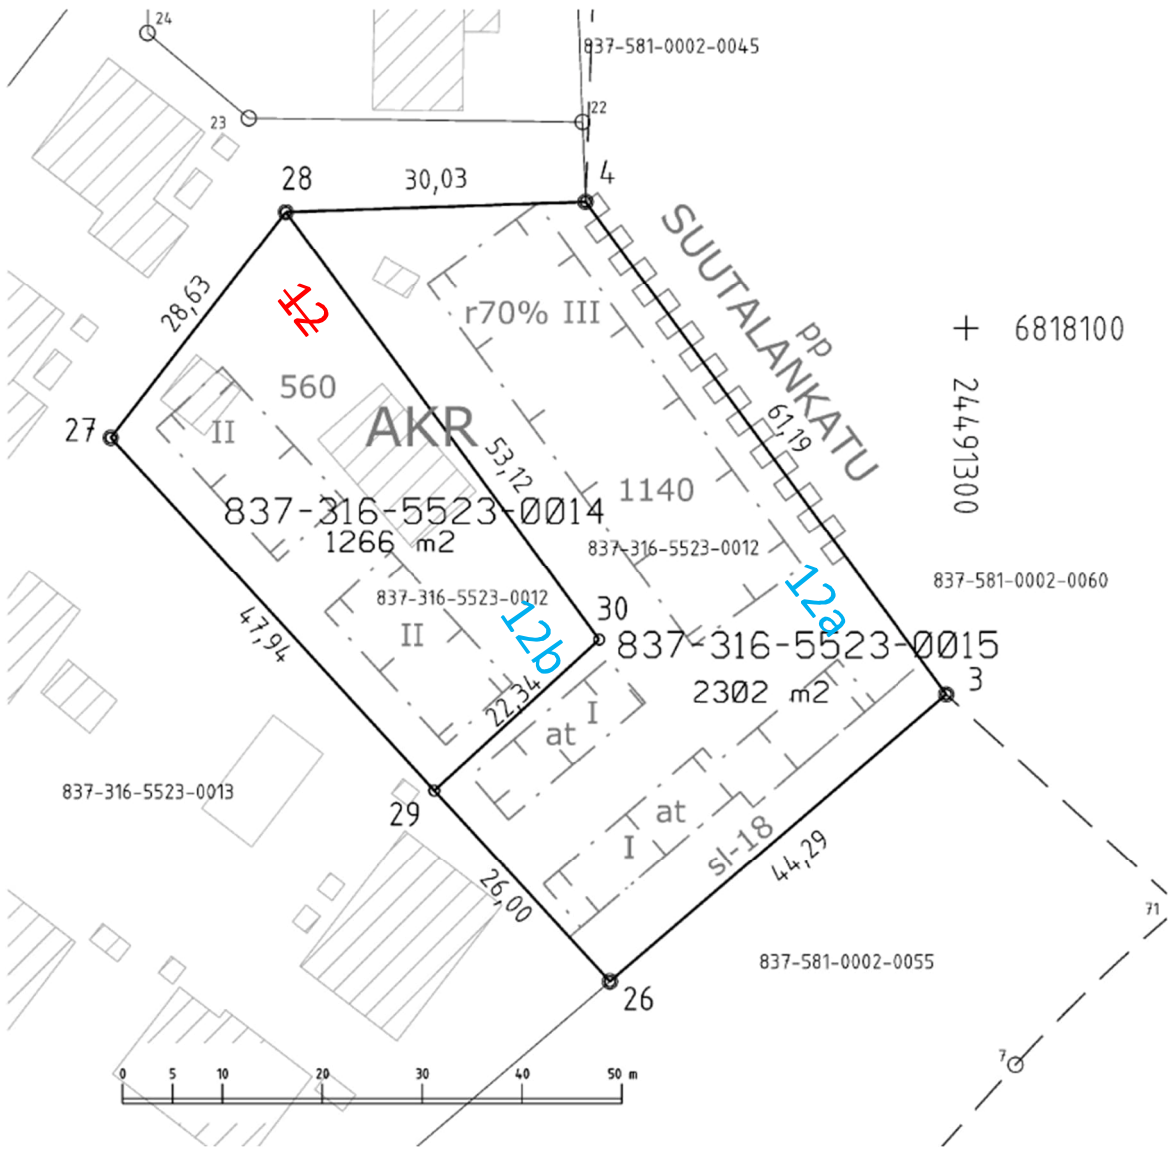 24
837-581-0002-0045
22
23
28
30,03
4
SUUTALANKATU
pp
28,63
12
r70% III
6818100
24491300
560
27
II
AKR
53,12
61,19
1140
837-316-5523-0014
1266 m2
837-316-5523-0012
837-581-0002-0060
837-316-5523-0012
12a
30
12b
47,94
II
837-316-5523-0015
2302 m2
3
22,34
I
at
837-316-5523-0013
29
at
I
sl-18
44,29
26,00
71
837-581-0002-0055
26
7
0 5 10 20 30 40 50 m